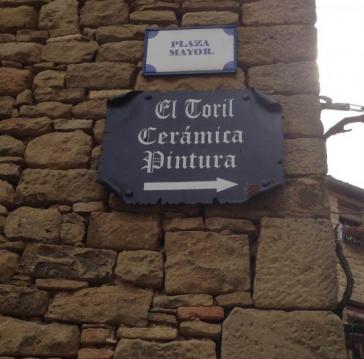 PLAZA
MAYOR.
El Toril
Cerámica
Pintura